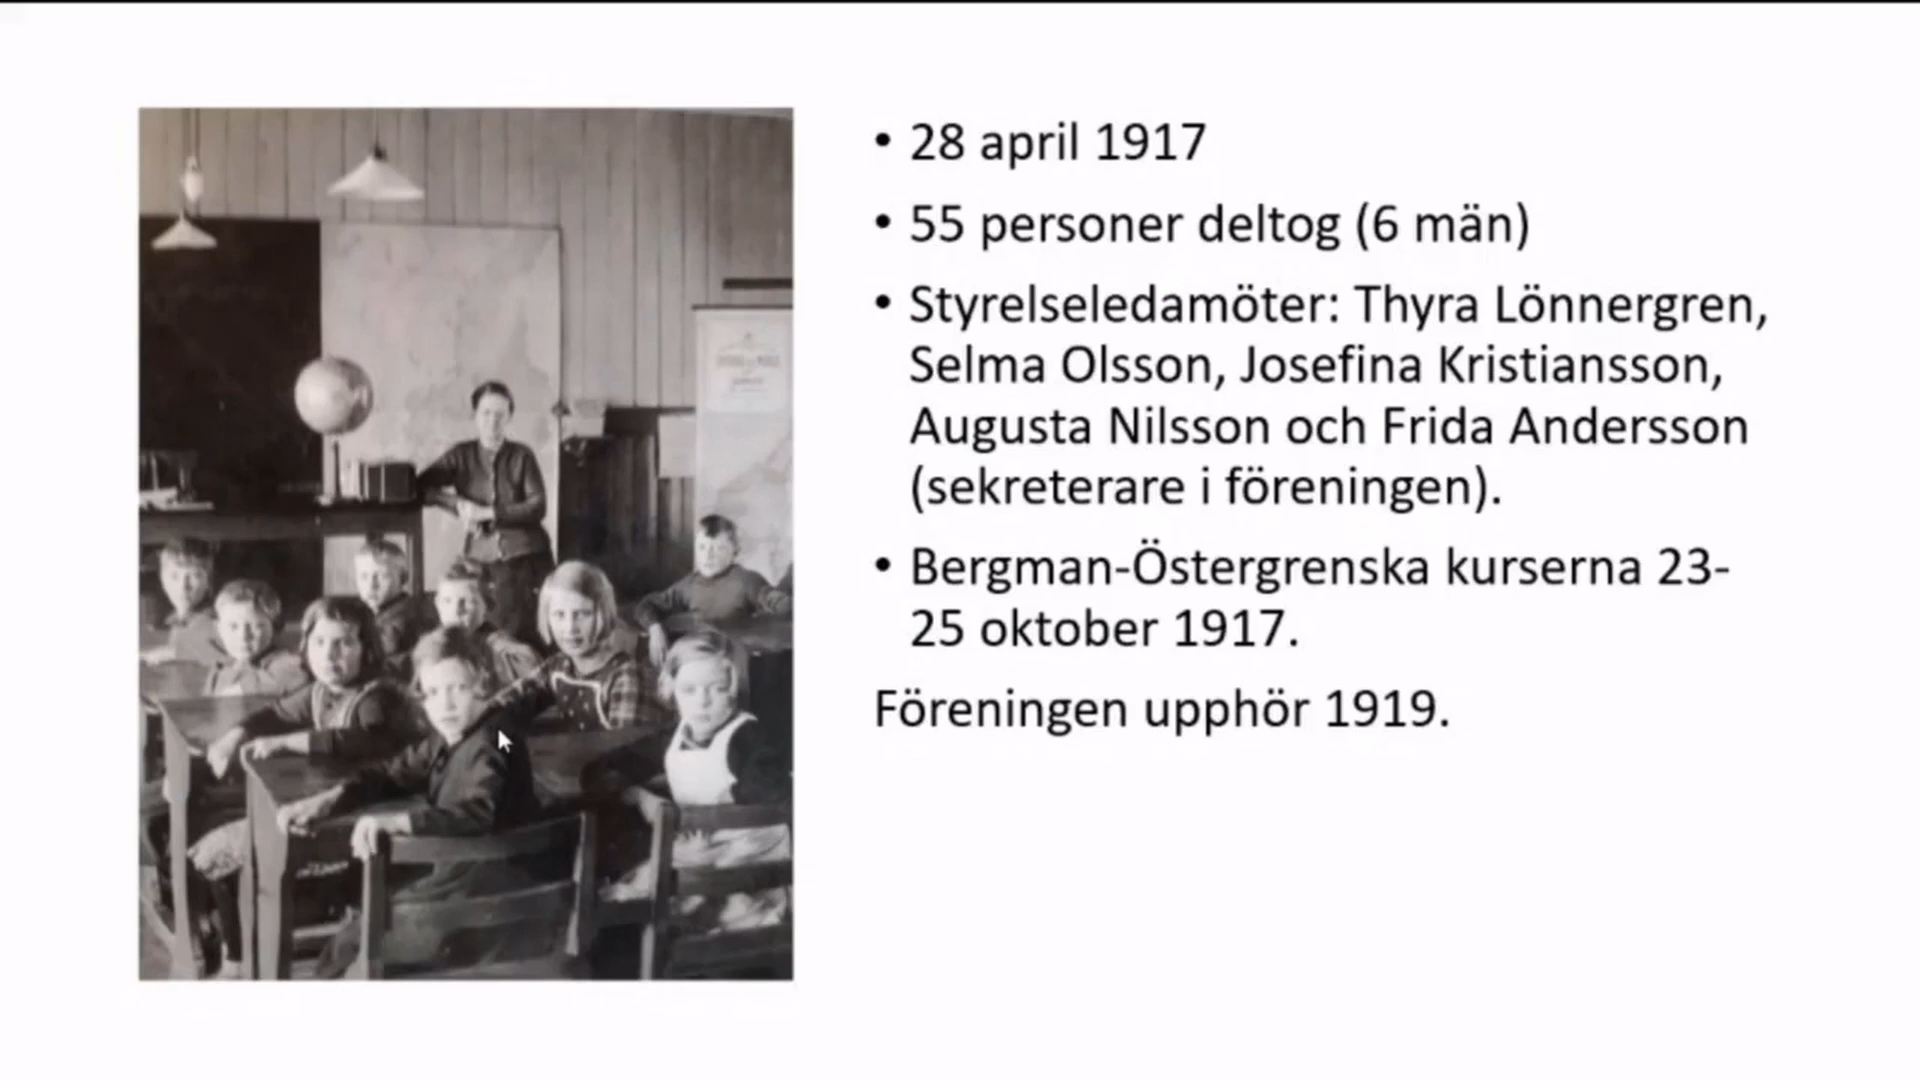 • 28 april 1917
• 55 personer deltog (6 män)
• Styrelseledamöter: Thyra Lönnergren,
Selma Olsson, Josefina Kristiansson,
Augusta Nilsson och Frida Andersson
(sekreterare i föreningen).
• Bergman-Östergrenska kurserna 23-
25 oktober 1917.
Föreningen upphör 1919.